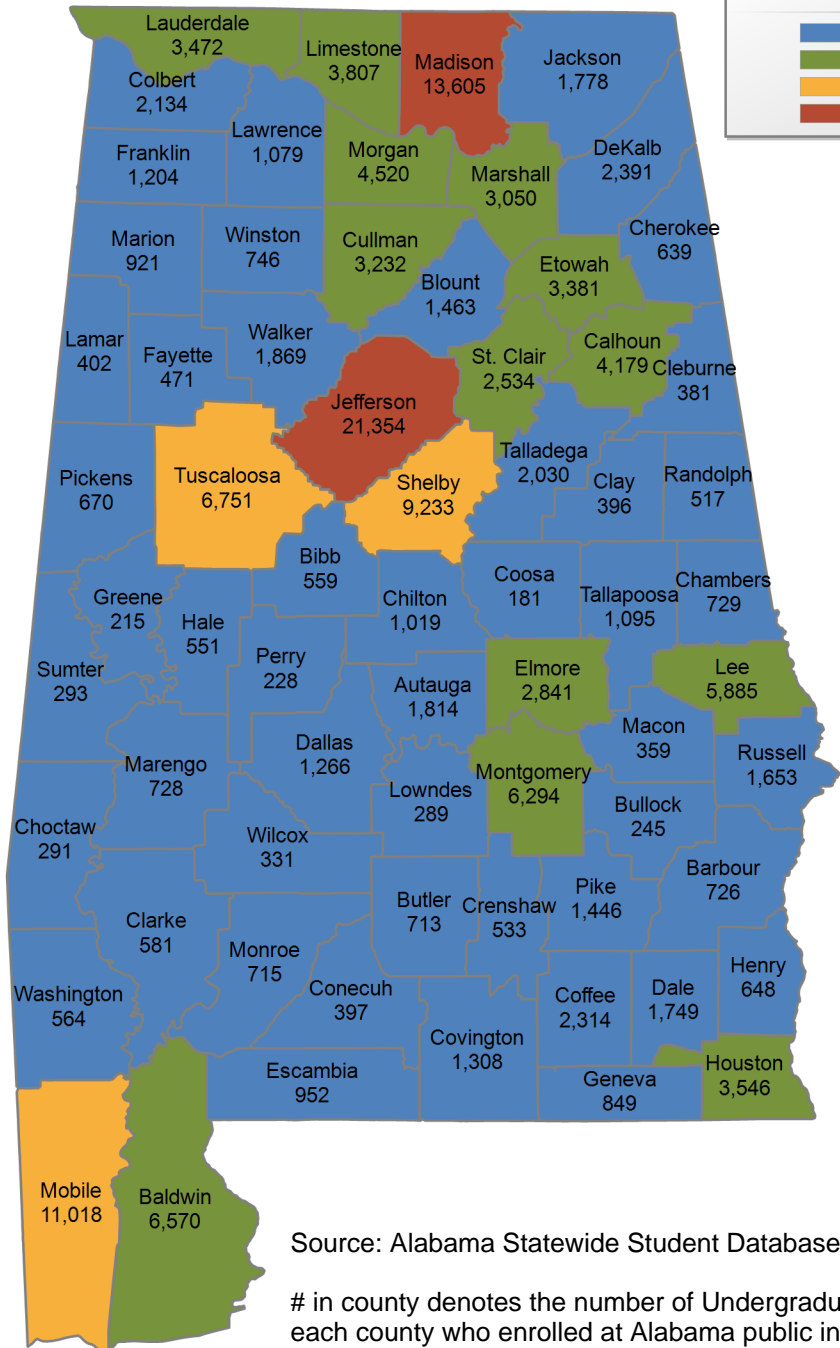 Lauderdale
3,472
Limestone
3,807
Madison
13,605
Jackson
1,778
Colbert
2,134
Lawrence
1,079
Franklin
1,204
Morgan
4,520
Marshall
3,050
DeKalb
2,391
Cherokee
639
Marion
921
Winston
746
Cullman
3,232
Blount
1,463
Etowah
3,381
Lamar
402
Fayette
471
Walker
1,869
St. Clair
2,534
Calhoun
4,179
Cleburne
381
Jefferson
21,354
Pickens
670
Tuscaloosa
6,751
Shelby
9,233
Talladega
2,030
Clay
396
Randolph
517
Bibb
559
Greene
215
Hale
551
Chilton
1,019
Coosa
181
Tallapoosa
1,095
Chambers
729
Sumter
293
Perry
228
Autauga
1,814
Elmore
2,841
Lee
5,885
Marengo
728
Dallas
1,266
Lowndes
289
Montgomery
6,294
Macon
359
Russell
1,653
Bullock
245
Choctaw
291
Wilcox
331
Clarke
581
Monroe
715
Butler
713
Crenshaw
533
Pike
1,446
Barbour
726
Washington
564
Conecuh
397
Covington
1,308
Coffee
2,314
Dale
1,749
Henry
648
Escambia
952
Geneva
849
Houston
3,546
Mobile
11,018
Baldwin
6,570
Source: Alabama Statewide Student Database
# in county denotes the number of Undergradu
each county who enrolled at Alabama public in